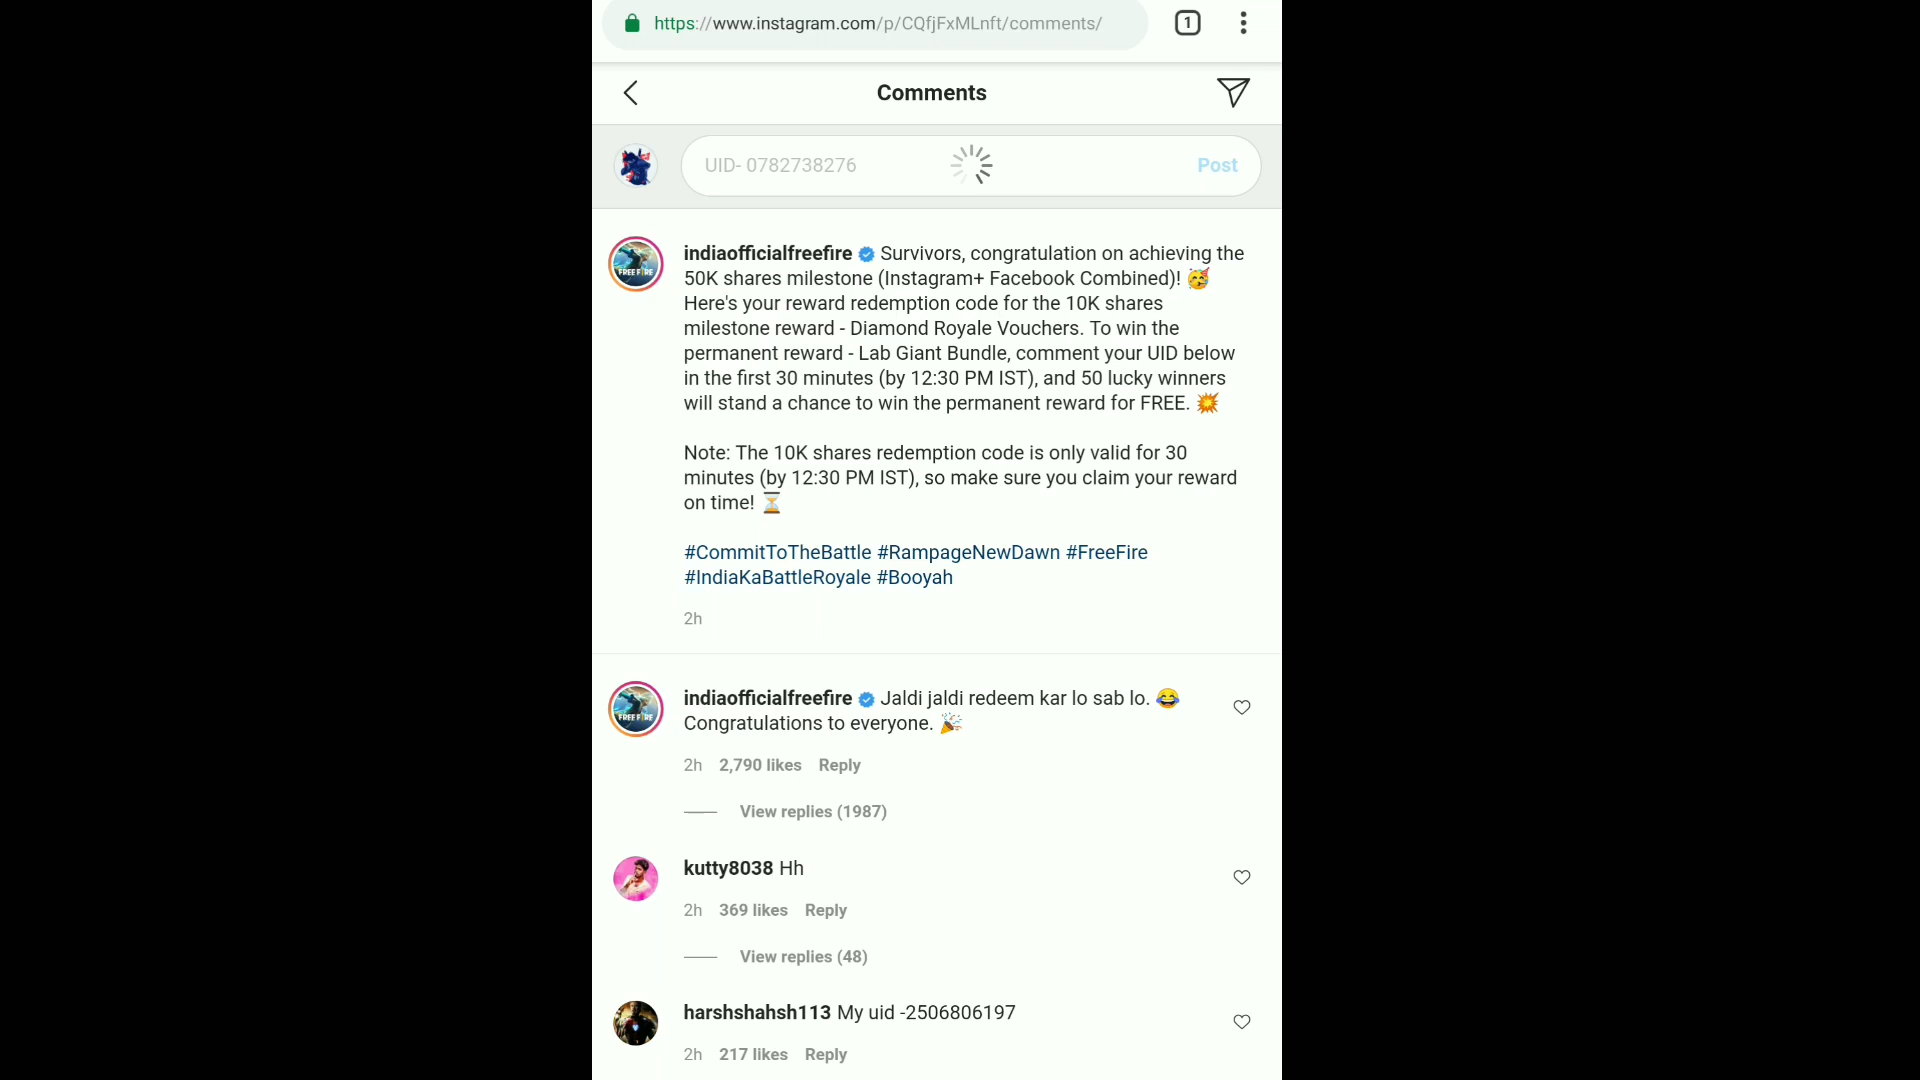 https://www.instagram.com/p/CQfjFxMLnft/comments/
1
Comments
UID- 0782738276
Post
indiaofficialfreefire Survivors, congratulation on achieving the
50K shares milestone (Instagram+ Facebook Combined)! 🥳
Here's your reward redemption code for the 10K shares
milestone reward - Diamond Royale Vouchers. To win the
permanent reward - Lab Giant Bundle, comment your UID below
in the first 30 minutes (by 12:30 PM IST), and 50 lucky winners
will stand a chance to win the permanent reward for FREE. 💥
Note: The 10K shares redemption code is only valid for 30
minutes (by 12:30 PM IST), so make sure you claim your reward
on time! ⏳
#CommitToTheBattle #RampageNewDawn #FreeFire
#IndiaKaBattleRoyale #Booyah
2h
FREE FIRE
indiaofficialfreefire Jaldi jaldi redeem kar lo sab lo. 😂
Congratulations to everyone. 🎉
FREE FIRE
2h 2,790 likes Reply
View replies (1987)
kutty8038 Hh
2h 369 likes Reply
View replies (48)
harshshahsh113 My uid -2506806197
2h 217 likes Reply